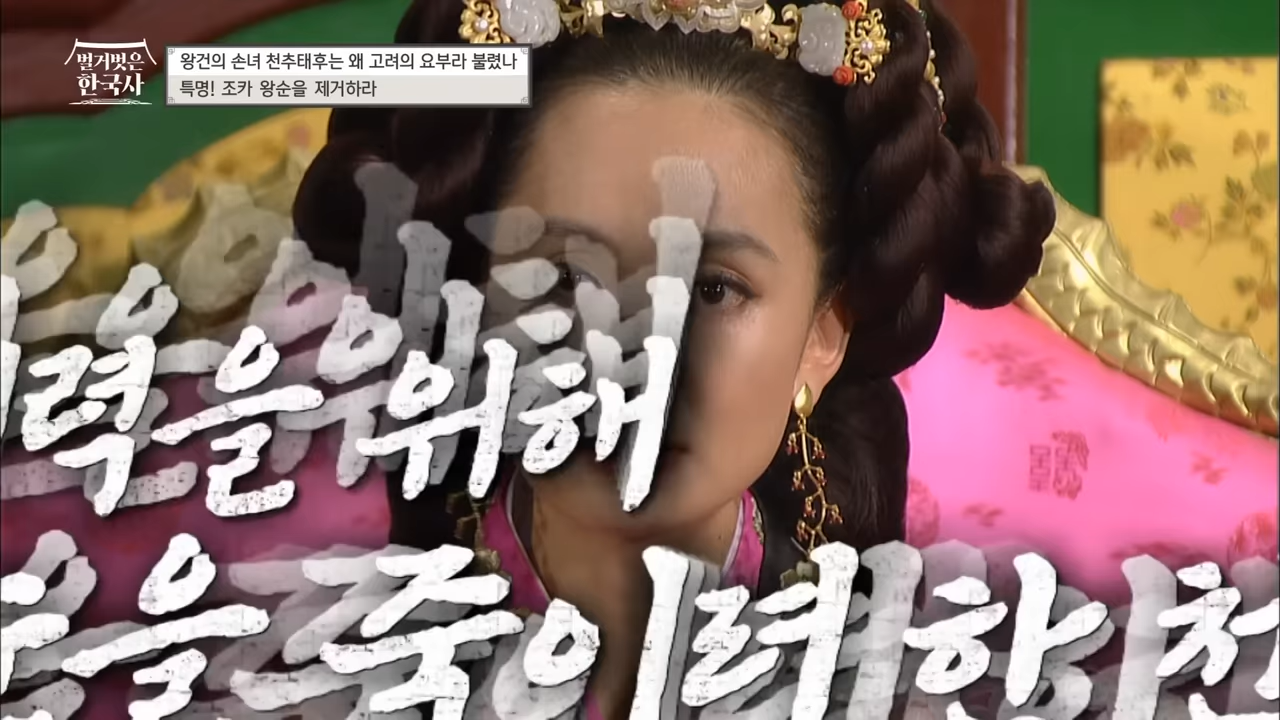 벌거벗은
한국사
왕건의 손녀 천추태후는 왜 고려의 요부라 불렸나
특명! 조카 왕순을 제거하라
력을 위해
을 죽이려 한